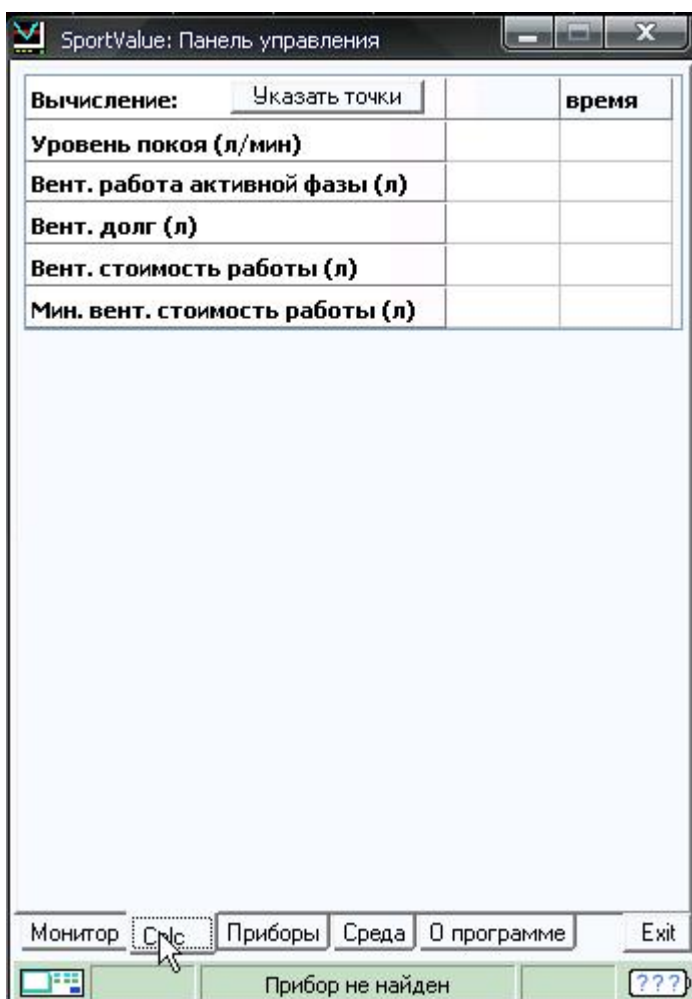 SportValue: Панель управления
Вычисление: Указать точки время
Уровень покоя (л/мин)
Вент. работа активной фазы (л)
Вент. долг (л)
Вент. стоимость работы (л)
Мин. вент. стоимость работы (л)
Монитор Calc Приборы Среда О программе Exit
Прибор не найден ???